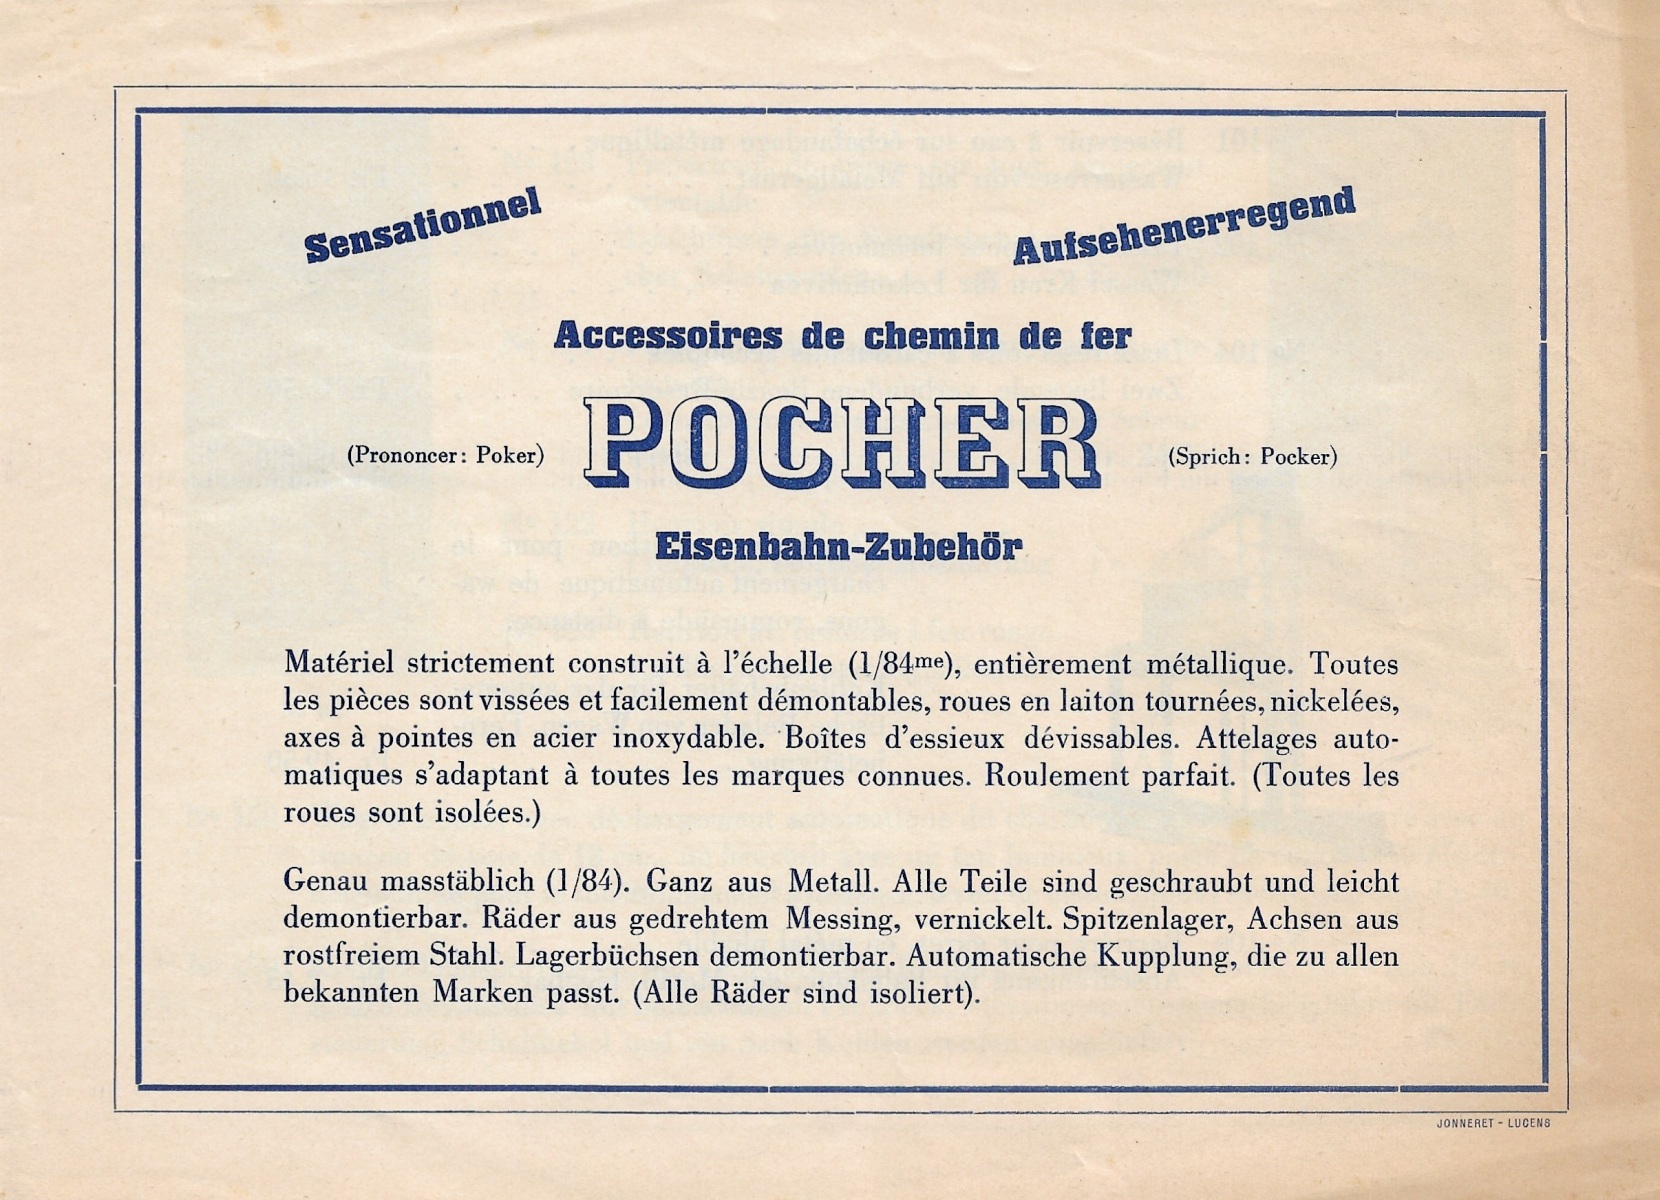 Sensationnel
Aufsehenerregend
Accessoires de chemin de fer
(Prononcer: Poker)
POCHER
(Sprich: Pocker)
Eisenbahn-Zubehör
Matériel strictement construit à l'échelle (1/84me), entièrement métallique. Toutes
les pièces sont vissées et facilement démontables, roues en laiton tournées, nickelées,
axes à pointes en acier inoxydable. Boîtes d'essieux dévissables. Attelages auto-
matiques s'adaptant à toutes les marques connues. Roulement parfait. (Toutes les
roues sont isolées.)
Genau masstäblich (1/84). Ganz aus Metall. Alle Teile sind geschraubt und leicht
demontierbar. Räder aus gedrehtem Messing, vernickelt. Spitzenlager, Achsen aus
rostfreiem Stahl. Lagerbüchsen demontierbar. Automatische Kupplung, die zu allen
bekannten Marken passt. (Alle Räder sind isoliert).
JONNERET - LUCENS